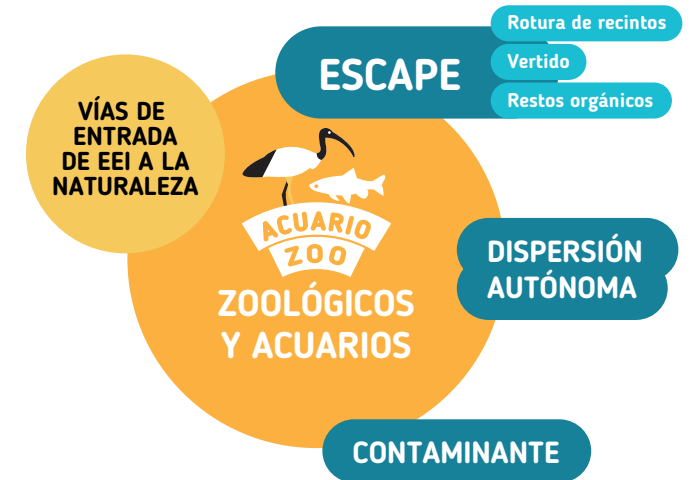 VÍAS DE
ENTRADA
DE EEI A LA
NATURALEZA
ESCAPE
Rotura de recintos
Vertido
Restos orgánicos
ACUARIO
ZOO
ZOOLÓGICOS
Y ACUARIOS
DISPERSIÓN
AUTÓNOMA
CONTAMINANTE